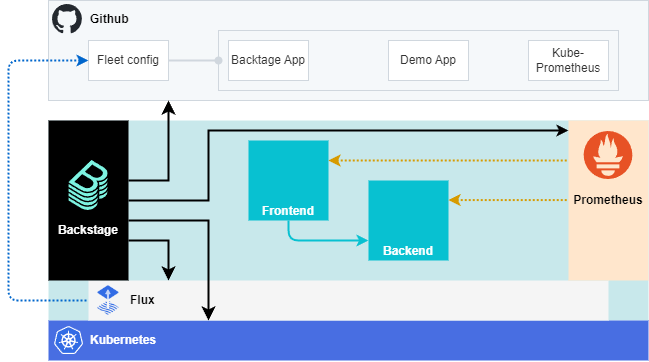 Github
Fleet config
Backtage App
Demo App
Kube-
Prometheus
Backstage
Frontend
Backend
Prometheus
Flux
Kubernetes